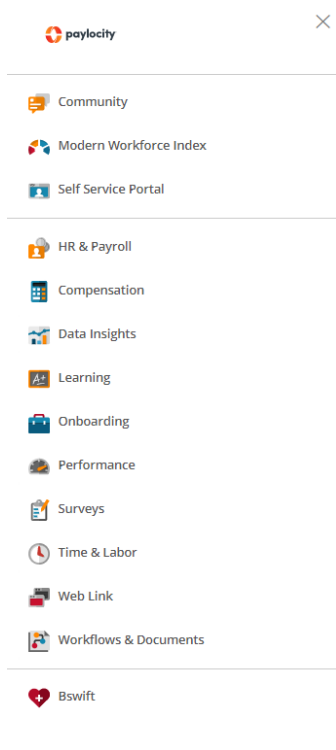 paylocity
Community
Modern Workforce Index
Self Service Portal
HR & Payroll
Compensation
Data Insights
A+
Learning
Onboarding
Performance
Surveys
Time & Labor
Web Link
Workflows & Documents
Bswift